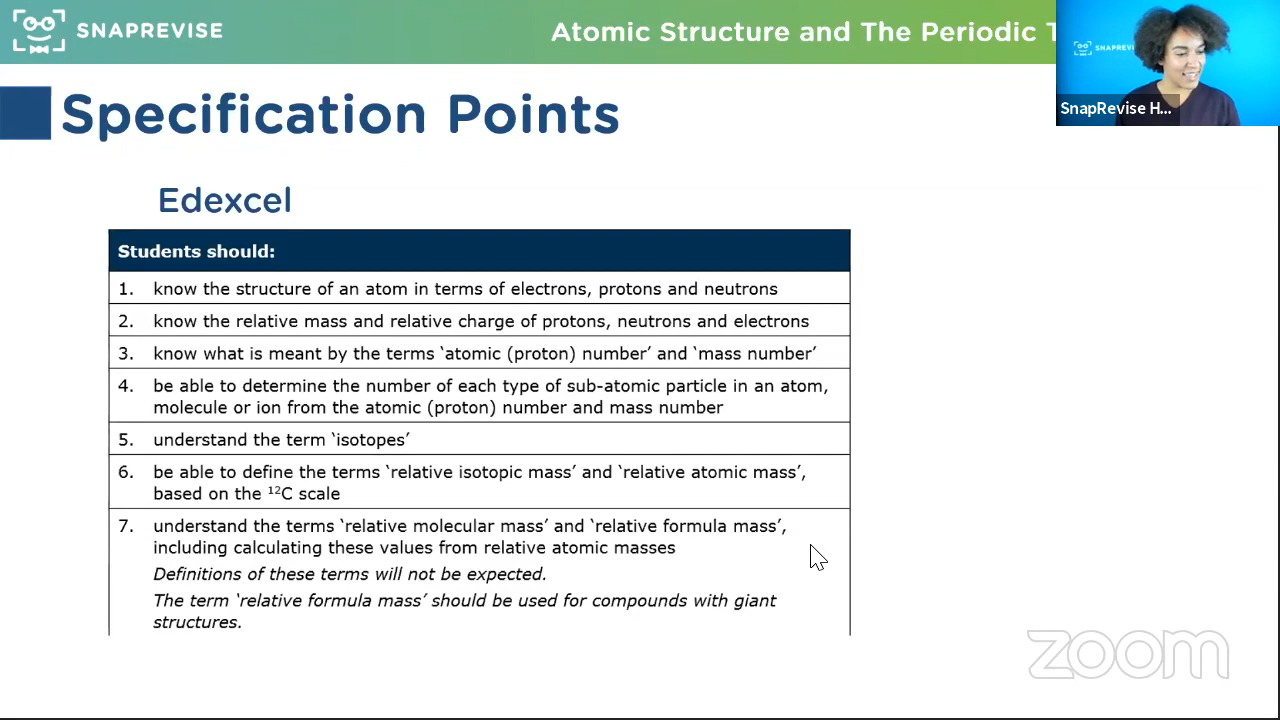 SNAPREVISE
Atomic Structure and The Periodic T
SNAPREVISE
SnapRevise H...
Specification Points
Edexcel
Students should:
1. know the structure of an atom in terms of electrons, protons and neutrons
2. know the relative mass and relative charge of protons, neutrons and electrons
3. know what is meant by the terms ‘atomic (proton) number’ and ‘mass number’
4. be able to determine the number of each type of sub-atomic particle in an atom,
molecule or ion from the atomic (proton) number and mass number
5. understand the term ‘isotopes’
6. be able to define the terms ‘relative isotopic mass’ and ‘relative atomic mass’,
based on the ¹²C scale
7. understand the terms ‘relative molecular mass’ and ‘relative formula mass’,
including calculating these values from relative atomic masses
Definitions of these terms will not be expected.
The term ‘relative formula mass’ should be used for compounds with giant
structures.
zoom